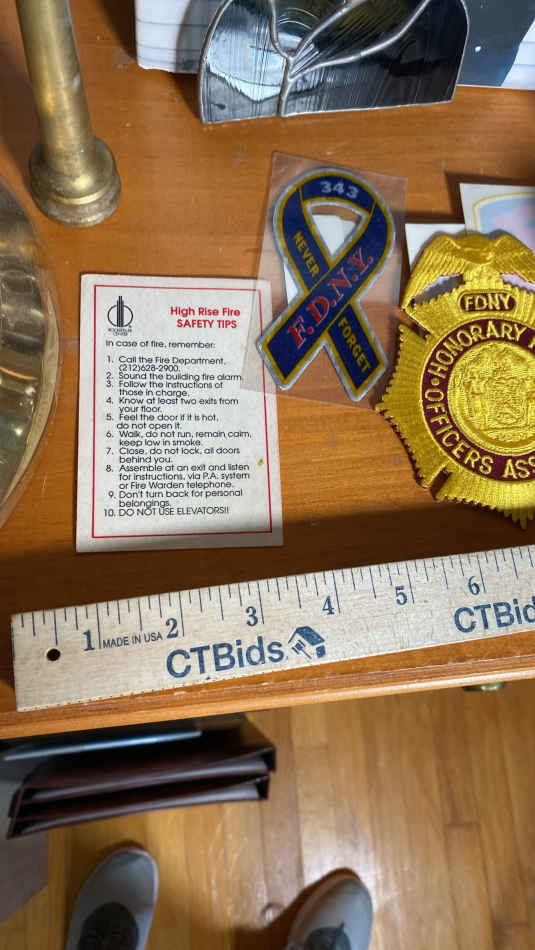 343
NEVER
F.D.N.Y.
FORGET
FDNY
HONORARY
OFFICERS ASS
ROCKEFELLER
CENTER
High Rise Fire
SAFETY TIPS
In case of fire, remember:
1. Call the Fire Department,
(212)628-2900.
2. Sound the building fire alarm.
3. Follow the instructions of
those in charge.
4. Know at least two exits from
your floor.
5. Feel the door if it is hot,
do not open it.
6. Walk, do not run, remain calm,
keep low in smoke.
7. Close, do not lock, all doors
behind you.
8. Assemble at an exit and listen
for instructions, via P.A. system
or Fire Warden telephone.
9. Don't turn back for personal
belongings.
10. DO NOT USE ELEVATORS!!
1 2 3 4 5 6
MADE IN USA
CTBids
CTBid